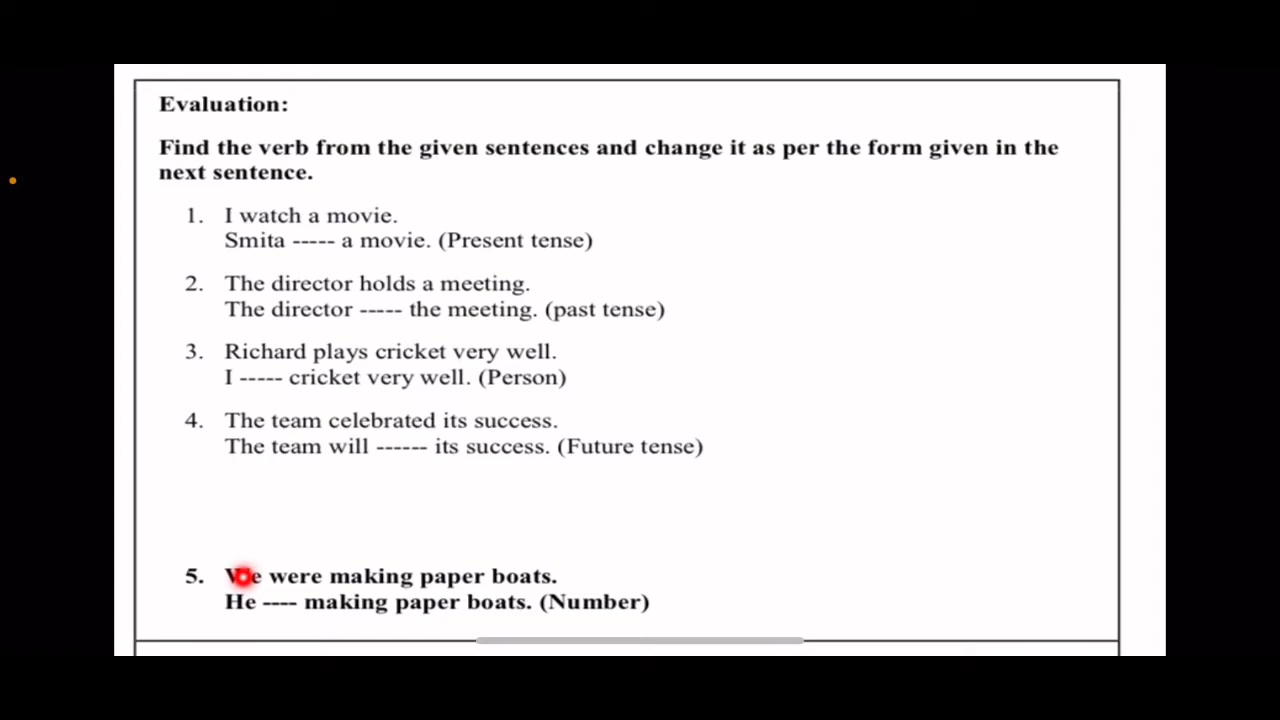 Evaluation:
Find the verb from the given sentences and change it as per the form given in the
next sentence.
1. I watch a movie.
Smita ----- a movie. (Present tense)
2. The director holds a meeting.
The director ----- the meeting. (past tense)
3. Richard plays cricket very well.
I ----- cricket very well. (Person)
4. The team celebrated its success.
The team will ------ its success. (Future tense)
5. We were making paper boats.
He ---- making paper boats. (Number)